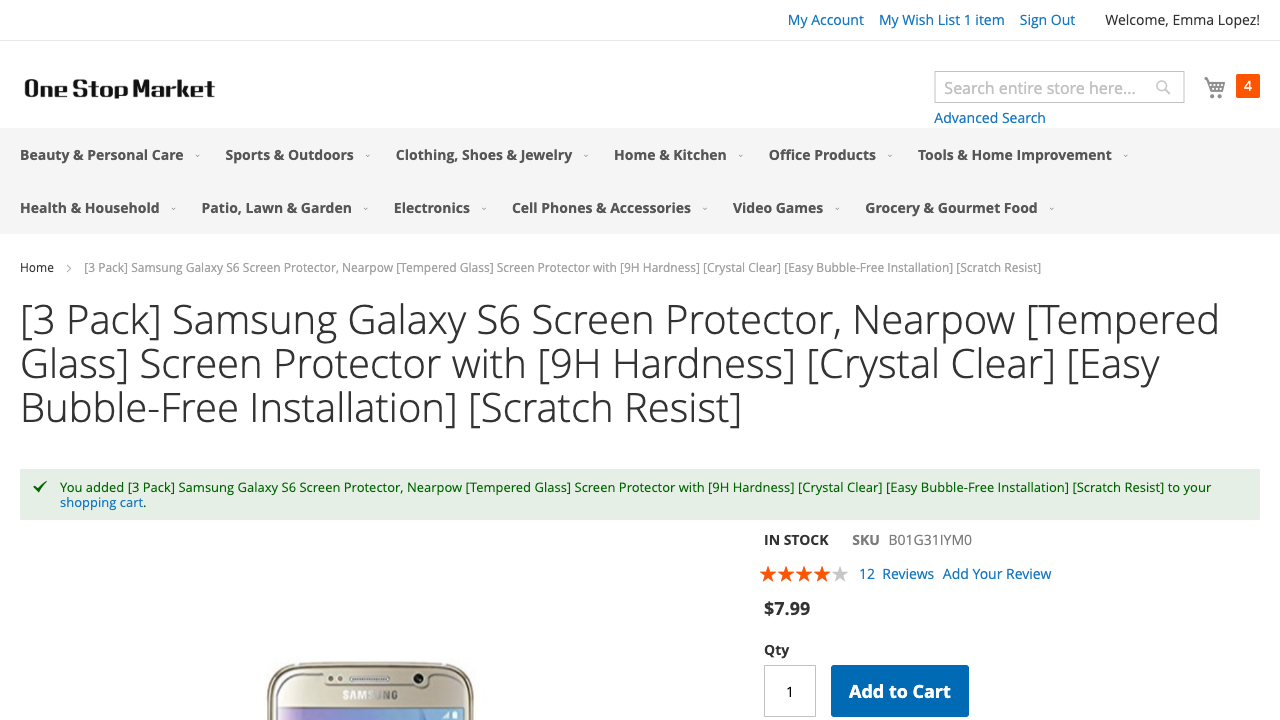 My Account My Wish List 1 item Sign Out Welcome, Emma Lopez!
One Stop Market
Search entire store here...
4
Advanced Search
Beauty & Personal Care Sports & Outdoors Clothing, Shoes & Jewelry Home & Kitchen Office Products Tools & Home Improvement
Health & Household Patio, Lawn & Garden Electronics Cell Phones & Accessories Video Games Grocery & Gourmet Food
Home [3 Pack] Samsung Galaxy S6 Screen Protector, Nearpow [Tempered Glass] Screen Protector with [9H Hardness] [Crystal Clear] [Easy Bubble-Free Installation] [Scratch Resist]
[3 Pack] Samsung Galaxy S6 Screen Protector, Nearpow [Tempered
Glass] Screen Protector with [9H Hardness] [Crystal Clear] [Easy
Bubble-Free Installation] [Scratch Resist]
You added [3 Pack] Samsung Galaxy S6 Screen Protector, Nearpow [Tempered Glass] Screen Protector with [9H Hardness] [Crystal Clear] [Easy Bubble-Free Installation] [Scratch Resist] to your
shopping cart.
IN STOCK SKU B01G31IYM0
12 Reviews Add Your Review
$7.99
Qty
1
Add to Cart
SAMSUNG